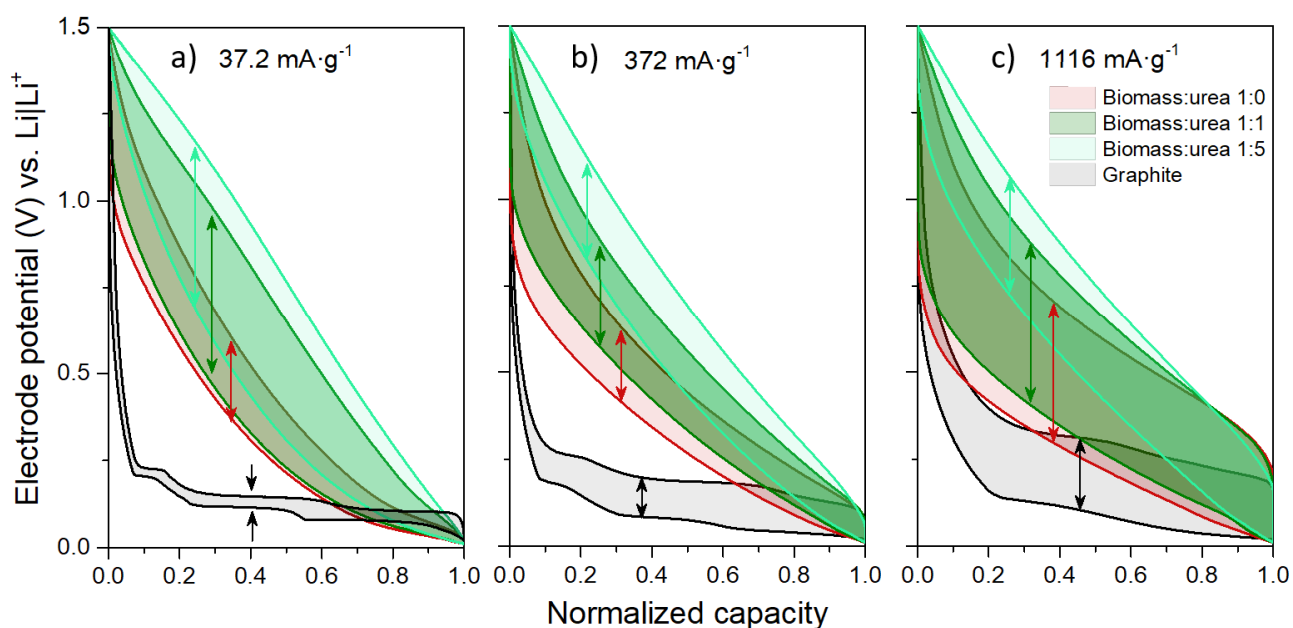 Electrode potential (V) vs. Li|Li⁺
1.5
1.0
0.5
0.0
a) 37.2 mA·g⁻¹
b) 372 mA·g⁻¹
c) 1116 mA·g⁻¹
Biomass:urea 1:0
Biomass:urea 1:1
Biomass:urea 1:5
Graphite
0.0 0.2 0.4 0.6 0.8 1.0
0.0 0.2 0.4 0.6 0.8 1.0
0.0 0.2 0.4 0.6 0.8 1.0
Normalized capacity